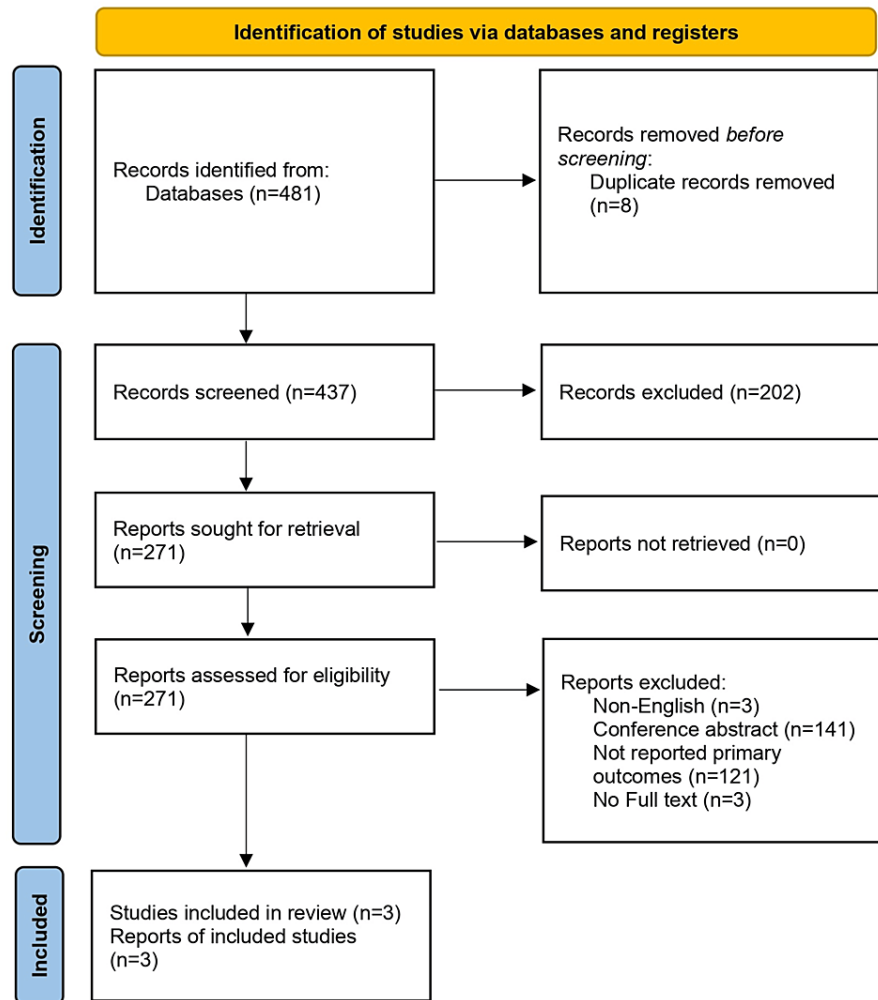 Identification of studies via databases and registers
Identification
Records identified from:
Databases (n=481)
Records removed before
screening:
Duplicate records removed
(n=8)
Screening
Records screened (n=437)
Records excluded (n=202)
Reports sought for retrieval
(n=271)
Reports not retrieved (n=0)
Reports assessed for eligibility
(n=271)
Reports excluded:
Non-English (n=3)
Conference abstract (n=141)
Not reported primary
outcomes (n=121)
No Full text (n=3)
Included
Studies included in review (n=3)
Reports of included studies
(n=3)